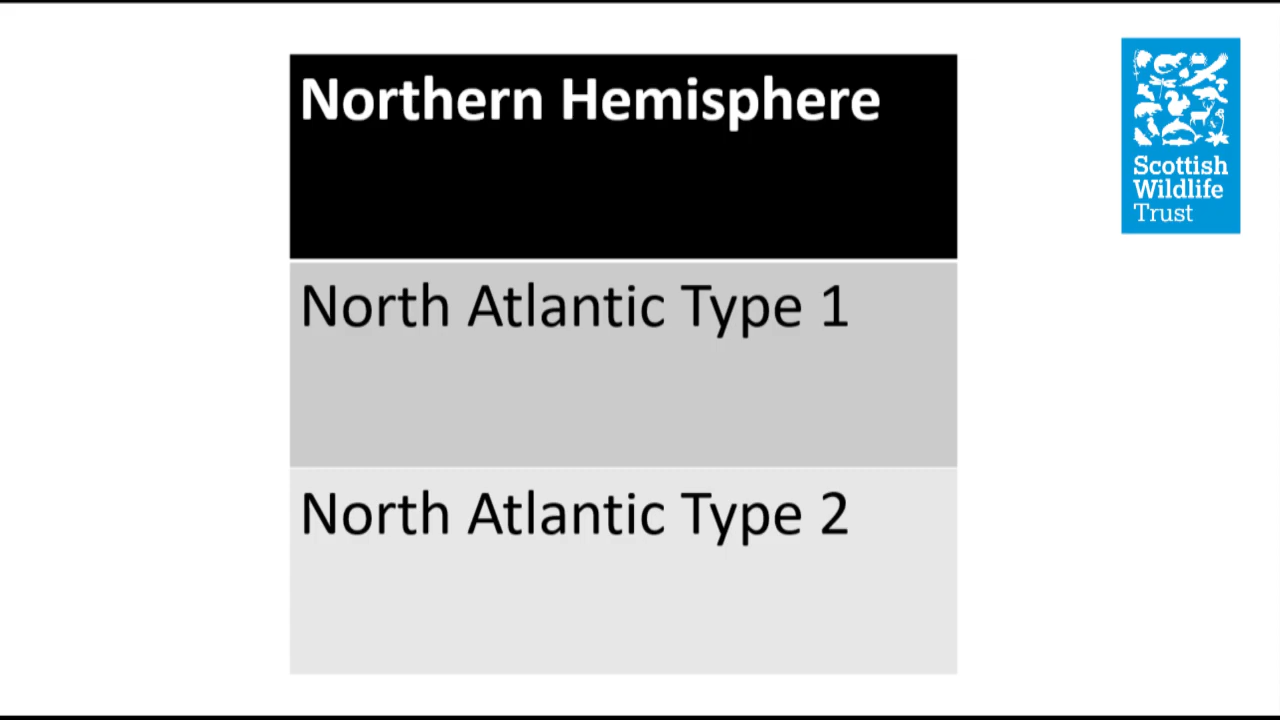 Northern Hemisphere
North Atlantic Type 1
North Atlantic Type 2
Scottish
Wildlife
Trust